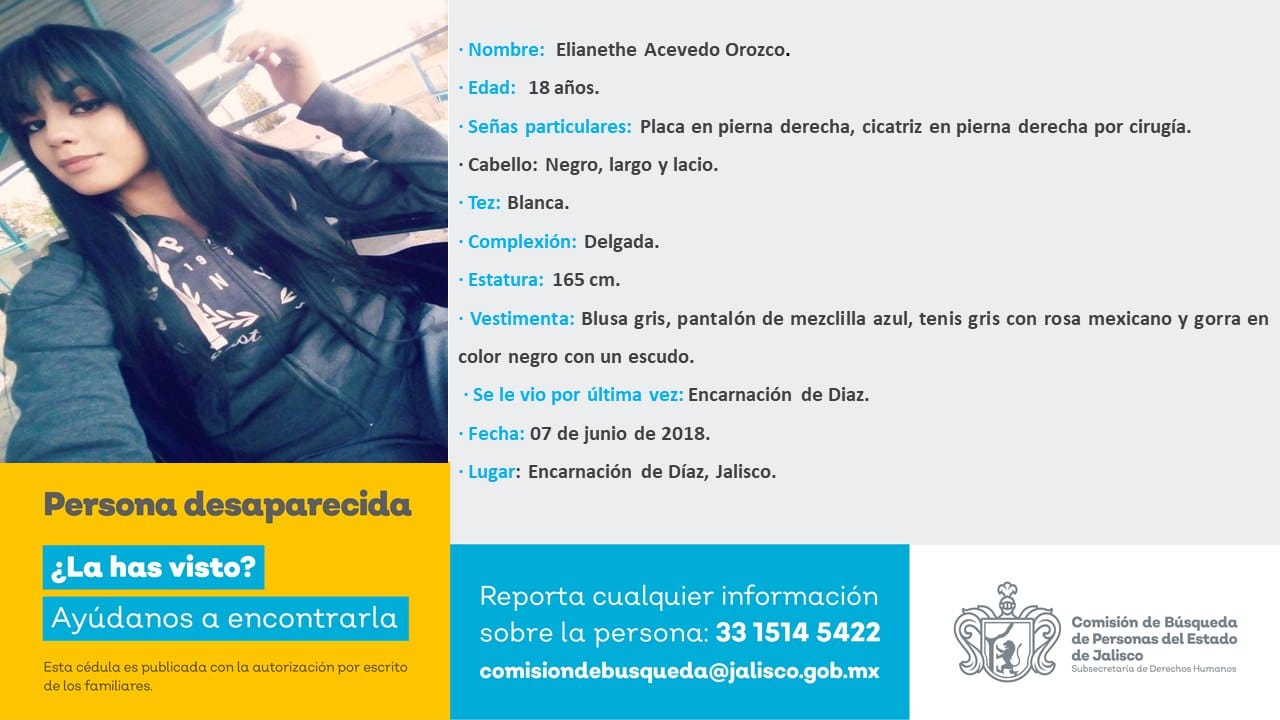 · Nombre: Elianethe Acevedo Orozco.
· Edad: 18 años.
· Señas particulares: Placa en pierna derecha, cicatriz en pierna derecha por cirugía.
· Cabello: Negro, largo y lacio.
· Tez: Blanca.
· Complexión: Delgada.
· Estatura: 165 cm.
· Vestimenta: Blusa gris, pantalón de mezclilla azul, tenis gris con rosa mexicano y gorra en
color negro con un escudo.
· Se le vio por última vez: Encarnación de Diaz.
· Fecha: 07 de junio de 2018.
· Lugar: Encarnación de Díaz, Jalisco.
Persona desaparecida
¿La has visto?
Ayúdanos a encontrarla
Esta cédula es publicada con la autorización por escrito
de los familiares.
Reporta cualquier información
sobre la persona: 33 1514 5422
comisiondebusqueda@jalisco.gob.mx
Comisión de Búsqueda
de Personas del Estado
de Jalisco
Subsecretaría de Derechos Humanos